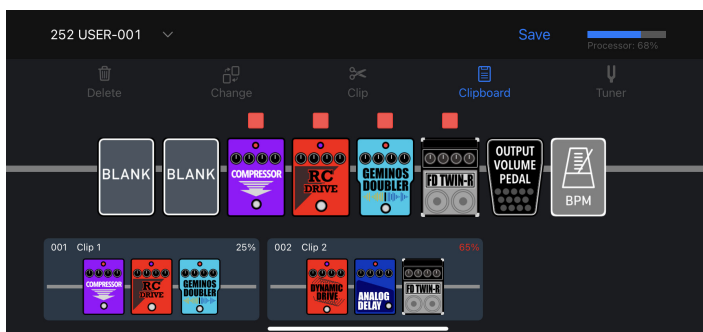 252 USER-001
Save
Processor: 68%
Delete
Change
Clip
Clipboard
Tuner
BLANK
BLANK
COMPRESSOR
RC
DRIVE
GEMINOS
DOUBLER
FD TWIN-R
OUTPUT
VOLUME
PEDAL
BPM
001 Clip 1 25%
COMPRESSOR
RC
DRIVE
GEMINOS
DOUBLER
002 Clip 2 65%
DYNAMIC
DRIVE
ANALOG
DELAY
FD TWIN-R